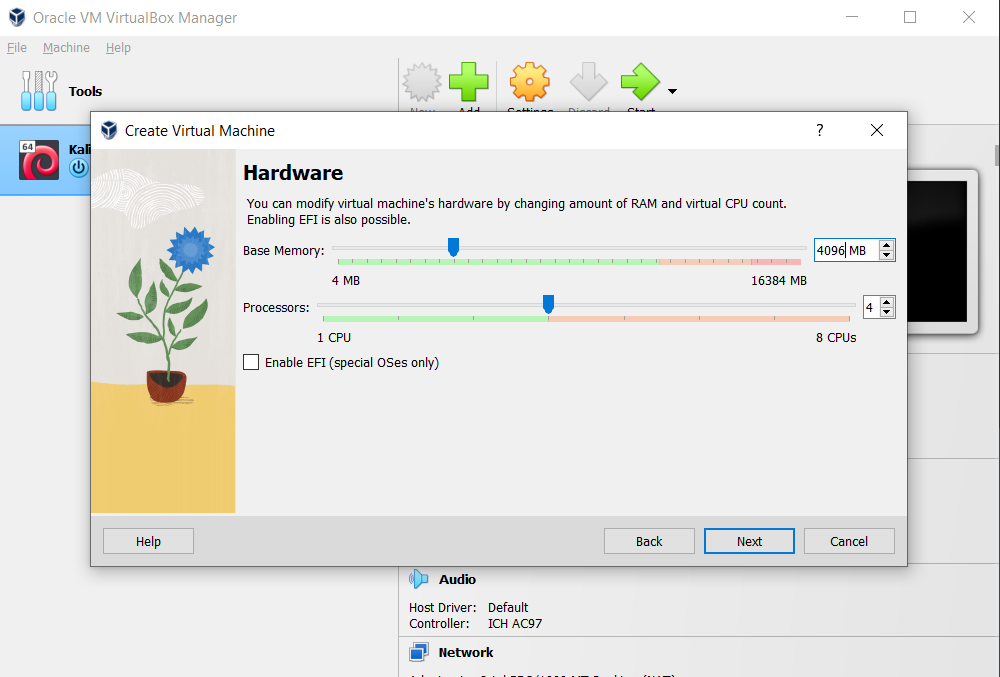 Oracle VM VirtualBox Manager
File Machine Help
Tools
New Add Settings Discard Start
64
Kali
Create Virtual Machine
?
Hardware
You can modify virtual machine's hardware by changing amount of RAM and virtual CPU count.
Enabling EFI is also possible.
Base Memory: 4096 MB
4 MB 16384 MB
Processors: 4
1 CPU 8 CPUs
Enable EFI (special OSes only)
Help Back Next Cancel
Audio
Host Driver: Default
Controller: ICH AC97
Network